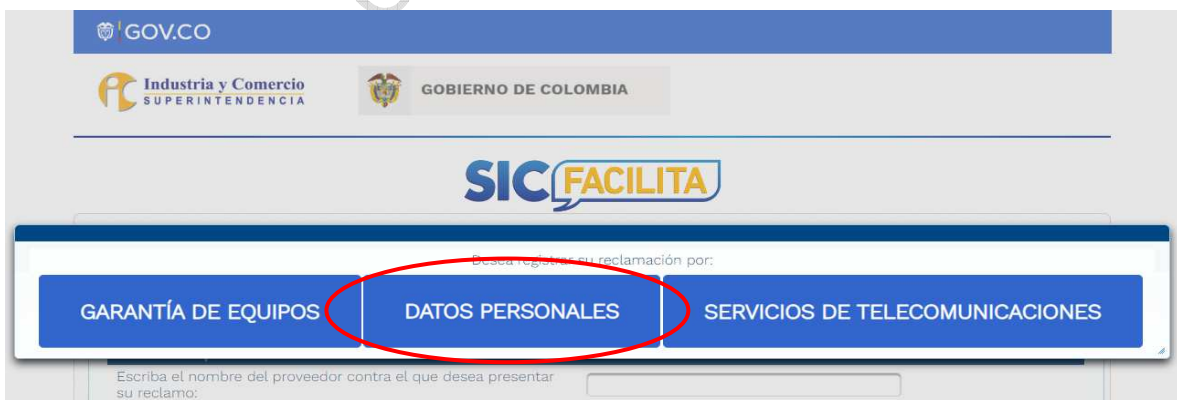 GOV.CO
Industria y Comercio
SUPERINTENDENCIA
GOBIERNO DE COLOMBIA
SIC FACILITA
Desea registrar su reclamación por:
GARANTÍA DE EQUIPOS
DATOS PERSONALES
SERVICIOS DE TELECOMUNICACIONES
Escriba el nombre del proveedor contra el que desea presentar
su reclamo: